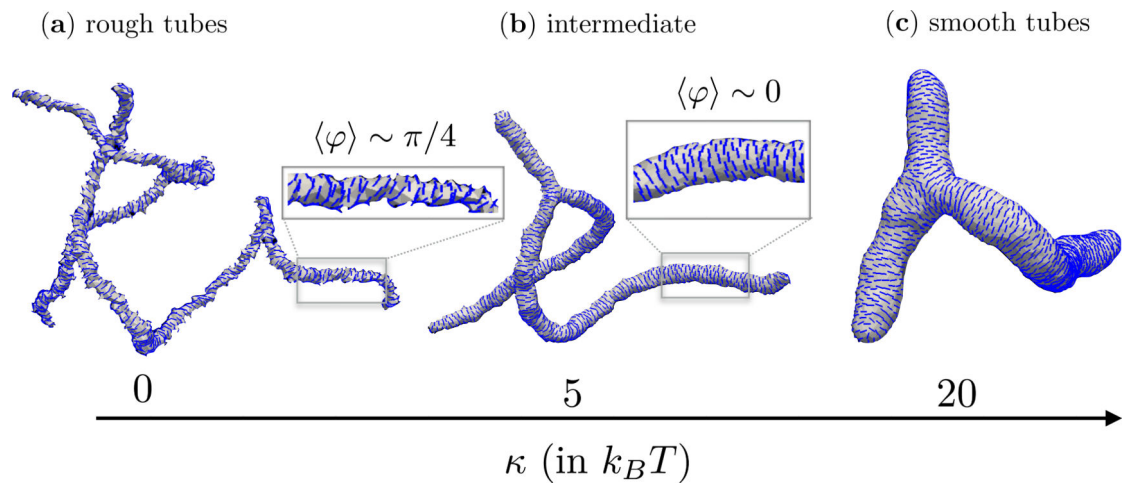 (a) rough tubes
(b) intermediate
(c) smooth tubes
⟨φ⟩ ∼ π/4
⟨φ⟩ ∼ 0
0
5
20
κ (in k_BT)